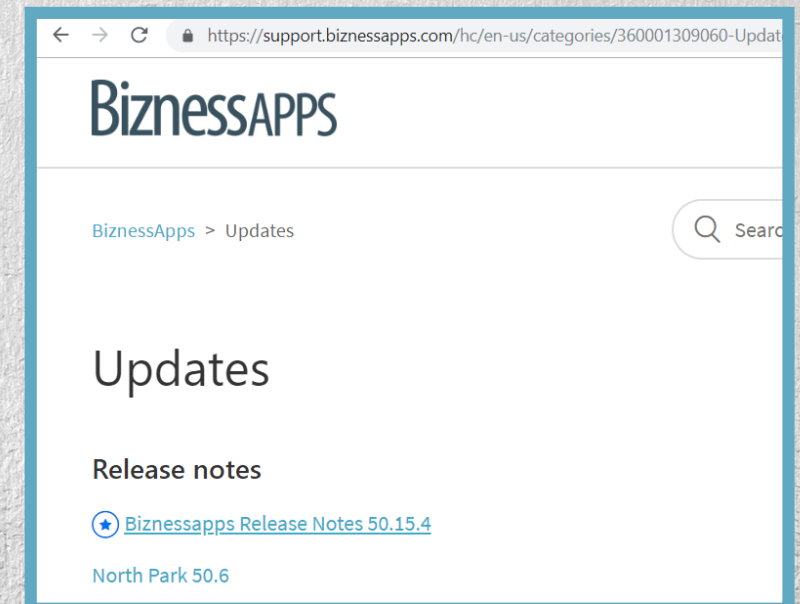 https://support.biznessapps.com/hc/en-us/categories/360001309060-Updat
BiznessAPPS
BiznessApps > Updates
Searc
Updates
Release notes
Biznessapps Release Notes 50.15.4
North Park 50.6